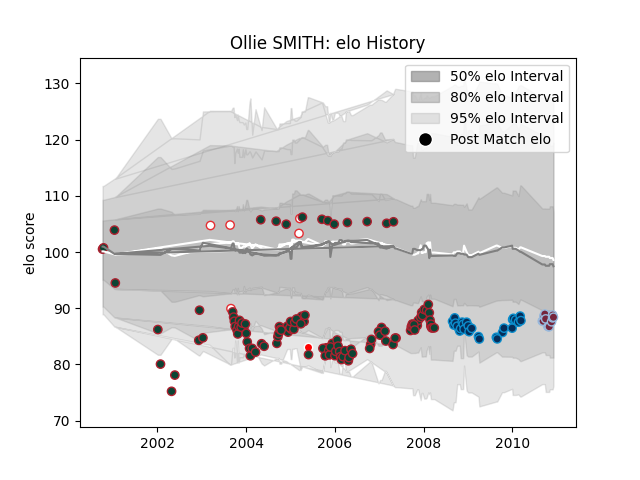 Ollie SMITH: elo History
50% elo Interval
80% elo Interval
95% elo Interval
Post Match elo
elo score
130
120
110
100
90
80
70
2002
2004
2006
2008
2010